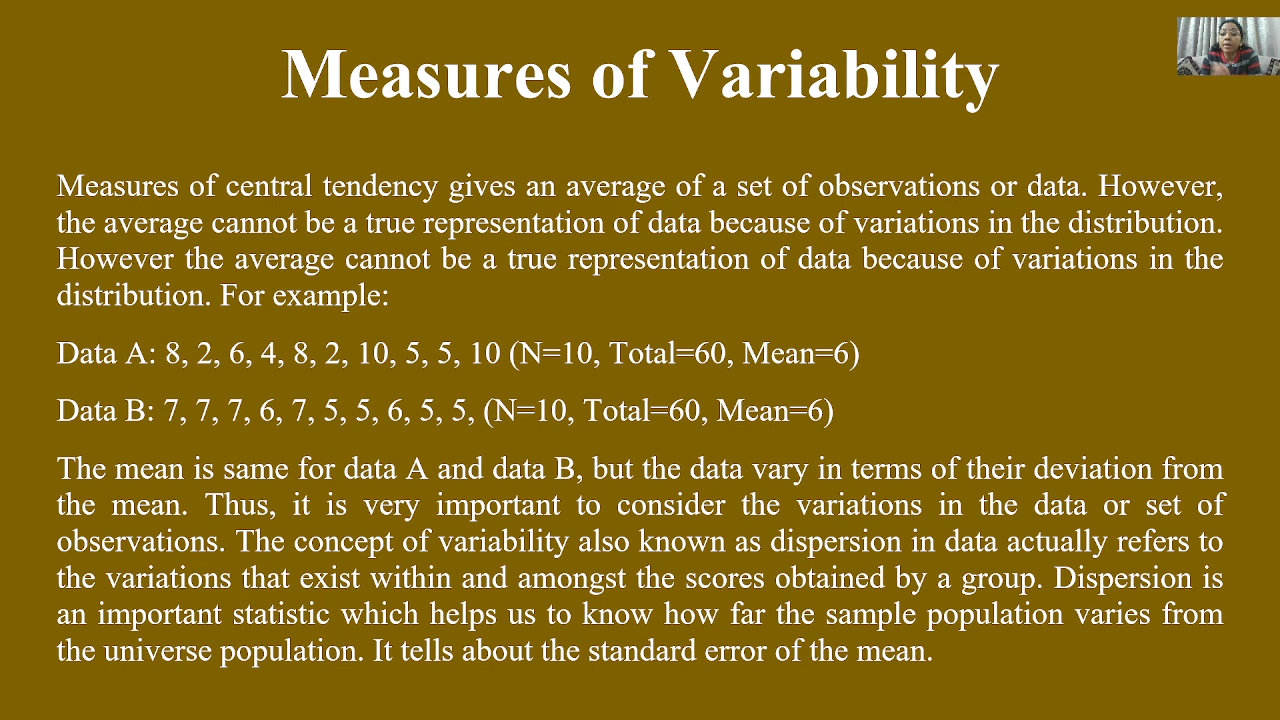 Measures of Variability
Measures of central tendency gives an average of a set of observations or data. However,
the average cannot be a true representation of data because of variations in the distribution.
However the average cannot be a true representation of data because of variations in the
distribution. For example:
Data A: 8, 2, 6, 4, 8, 2, 10, 5, 5, 10 (N=10, Total=60, Mean=6)
Data B: 7, 7, 7, 6, 7, 5, 5, 6, 5, 5, (N=10, Total=60, Mean=6)
The mean is same for data A and data B, but the data vary in terms of their deviation from
the mean. Thus, it is very important to consider the variations in the data or set of
observations. The concept of variability also known as dispersion in data actually refers to
the variations that exist within and amongst the scores obtained by a group. Dispersion is
an important statistic which helps us to know how far the sample population varies from
the universe population. It tells about the standard error of the mean.